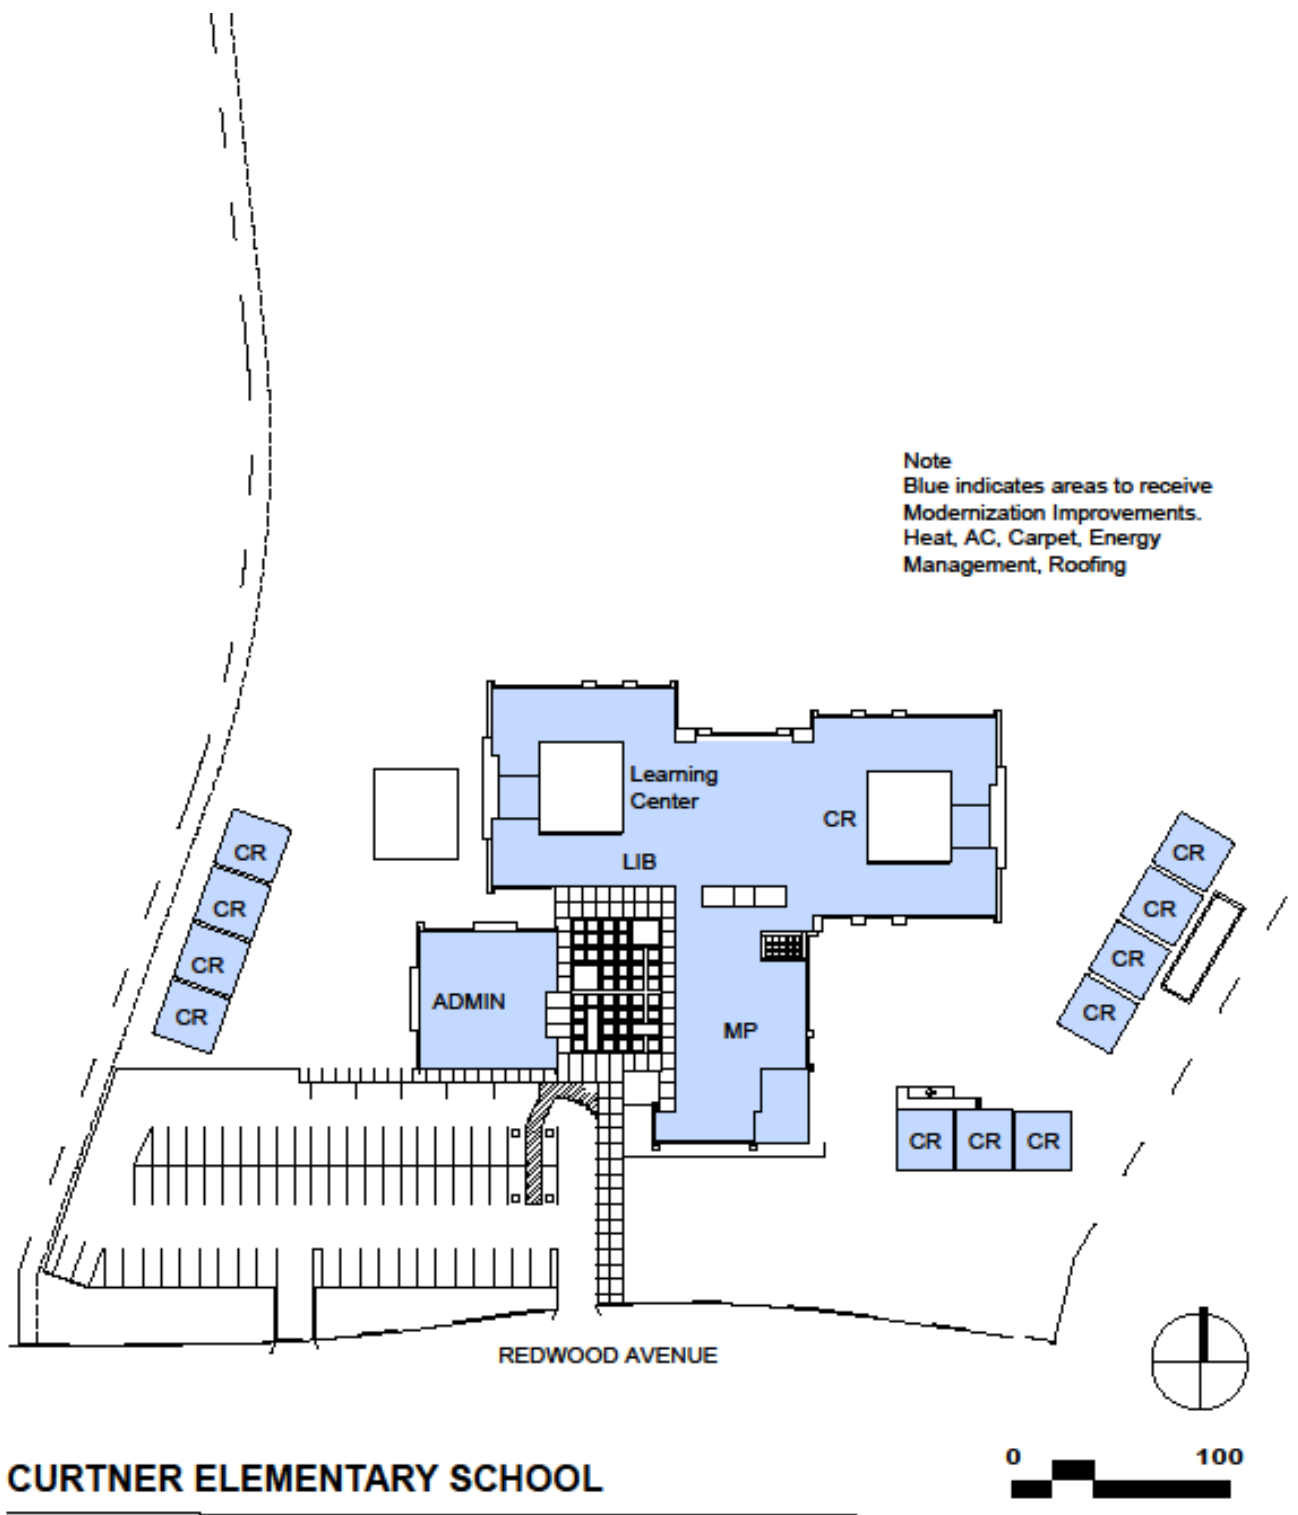 Note
Blue indicates areas to receive
Modernization Improvements.
Heat, AC, Carpet, Energy
Management, Roofing
Learning
Center
CR
LIB
CR
CR
CR
CR
CR
CR
CR
CR
CR
ADMIN
MP
CR
CR
CR
REDWOOD AVENUE
0 100
CURTNER ELEMENTARY SCHOOL